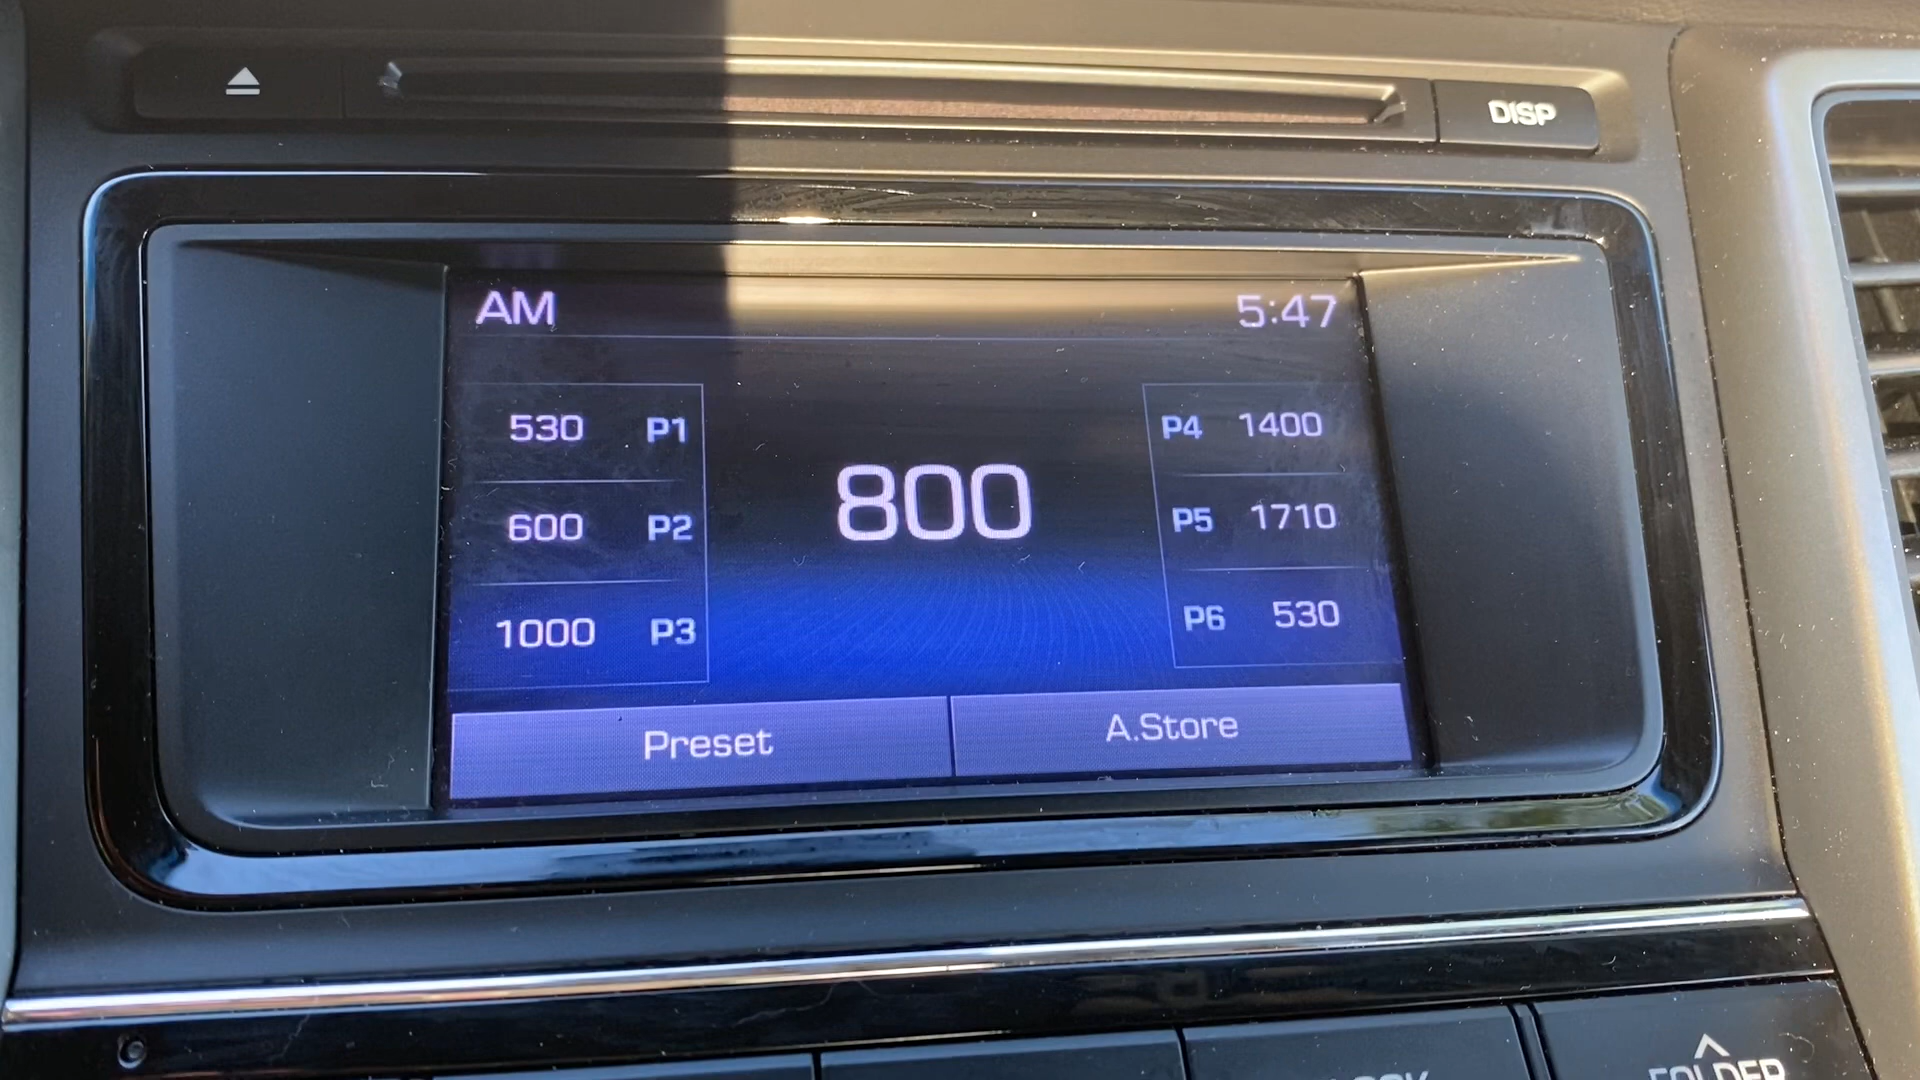 DISP
AM 5:47
530 P1
600 P2
1000 P3
800
P4 1400
P5 1710
P6 530
Preset A.Store
FOLDER